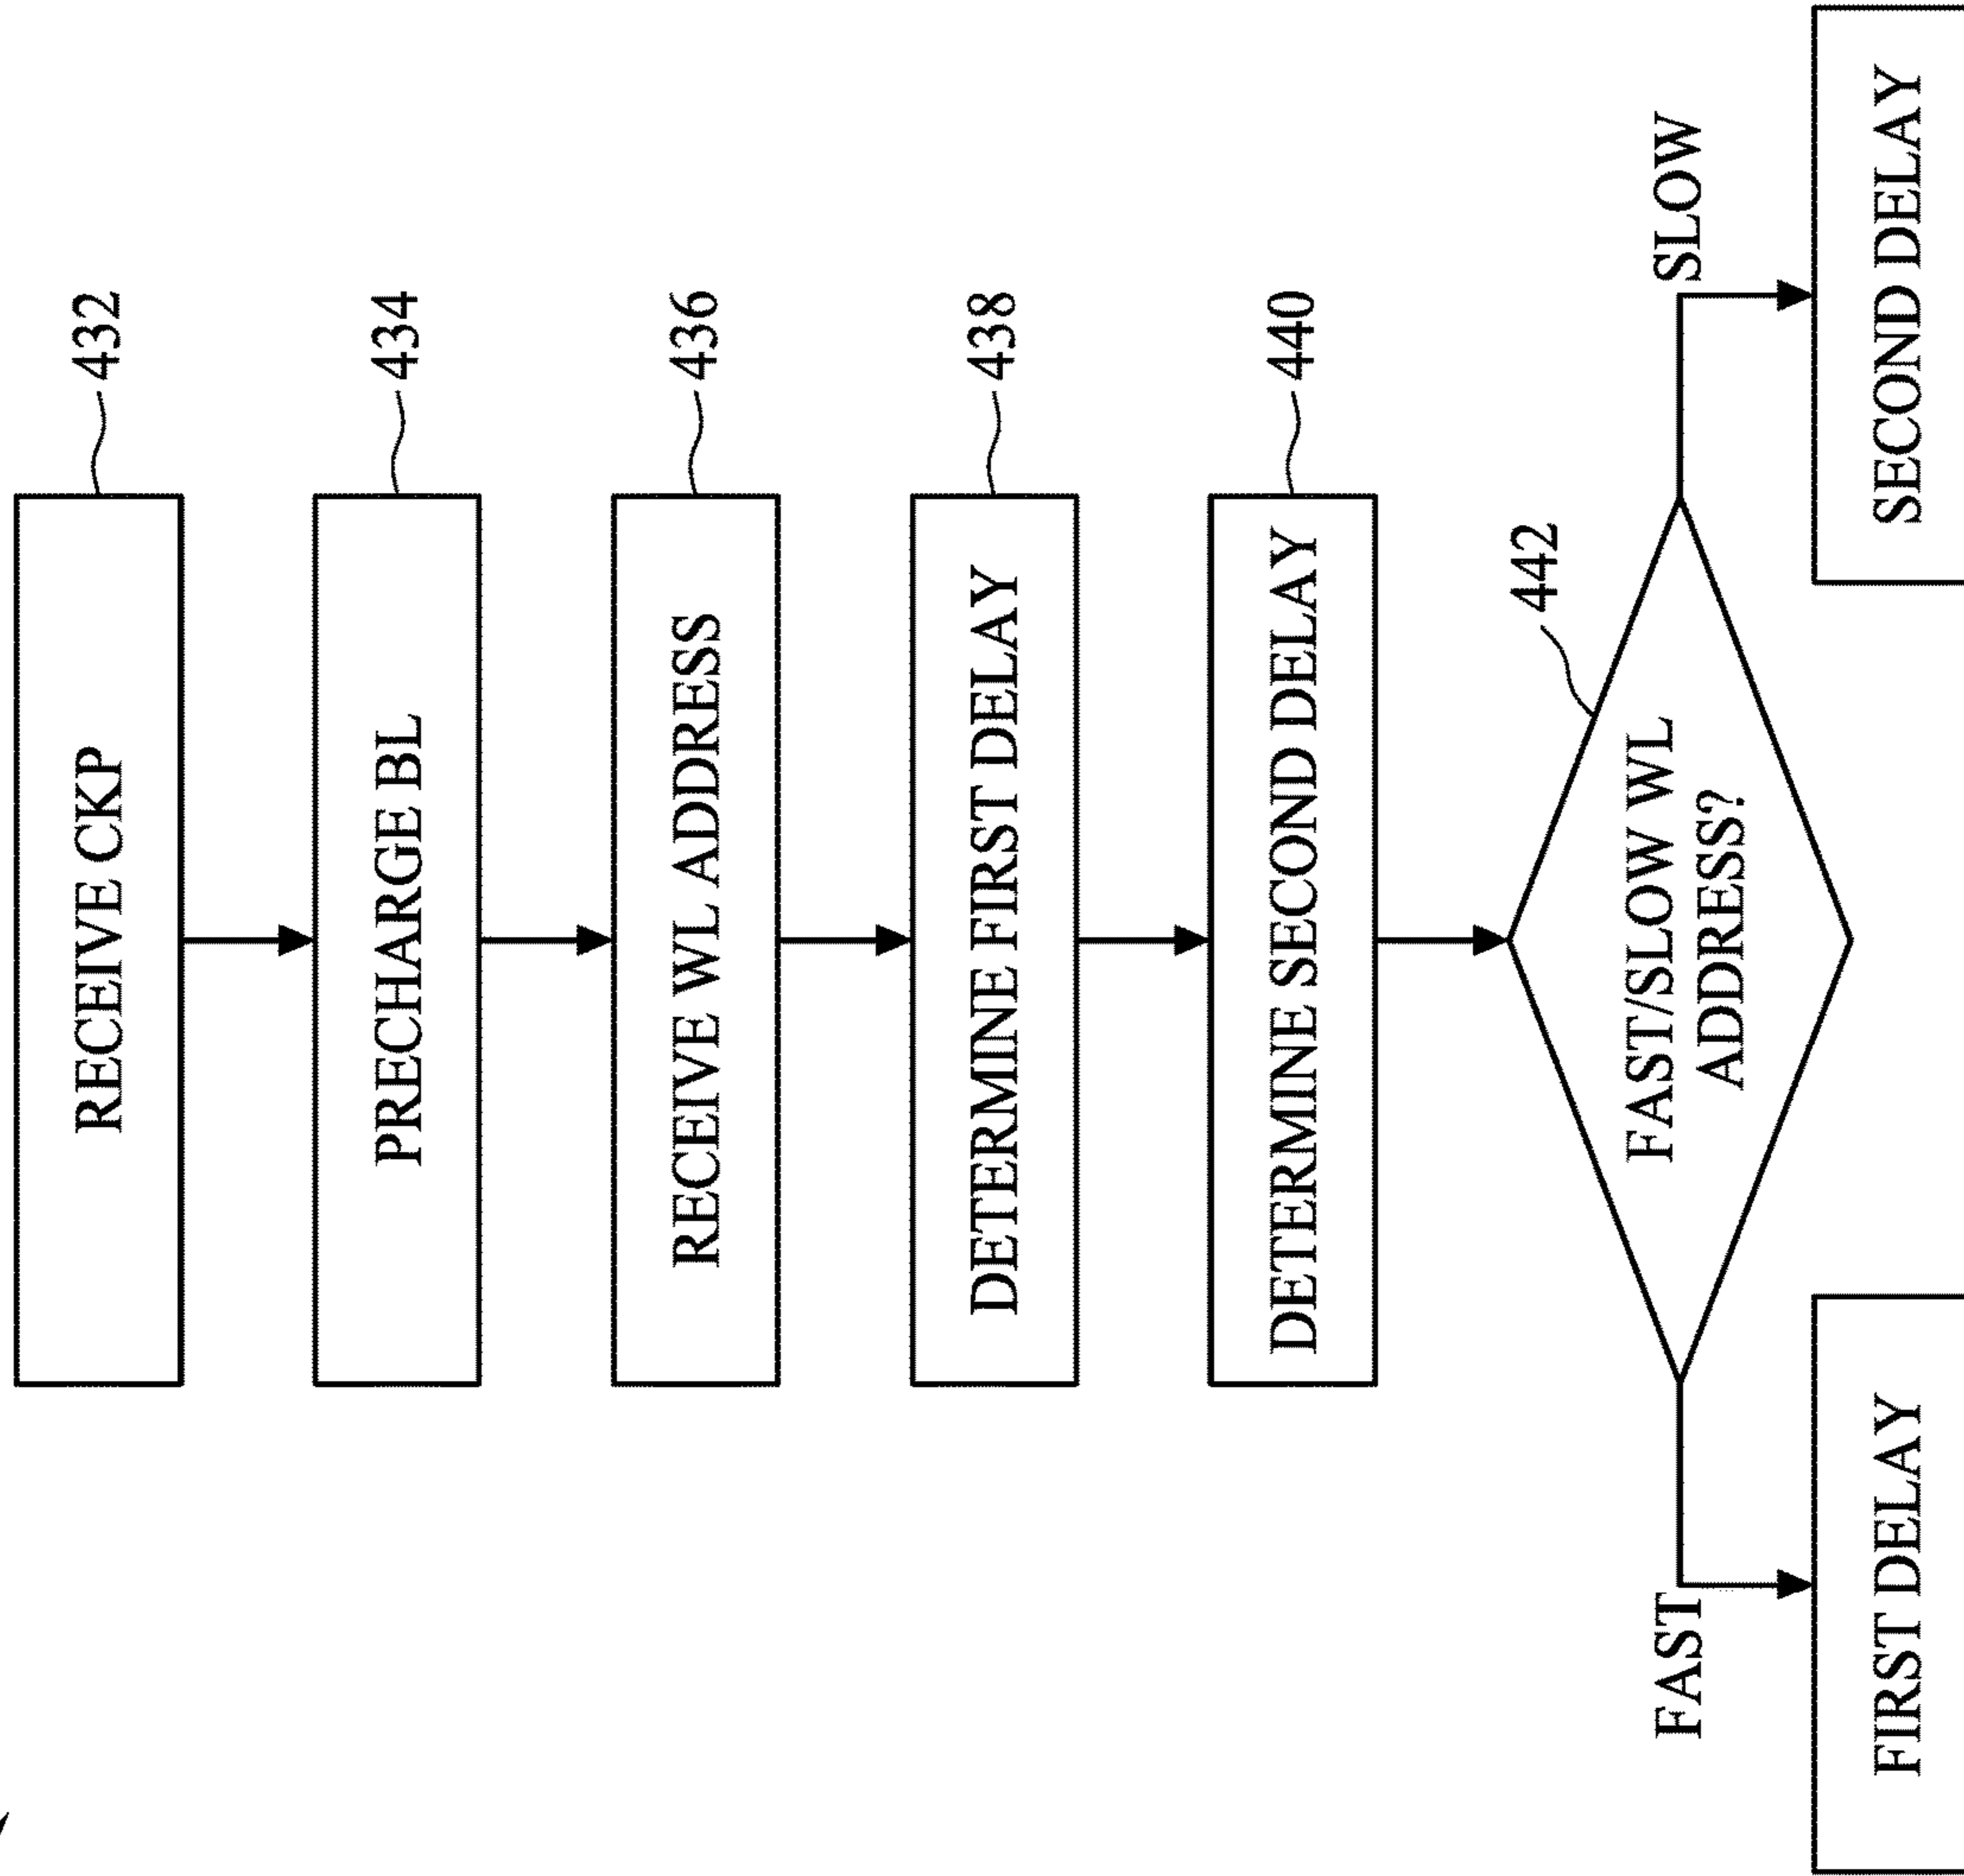 RECEIVE CKP
432
PRECHARGE BL
434
RECEIVE WL ADDRESS
436
DETERMINE FIRST DELAY
438
DETERMINE SECOND DELAY
440
442
FAST/SLOW WL
ADDRESS?
FAST
SLOW
FIRST DELAY
SECOND DELAY